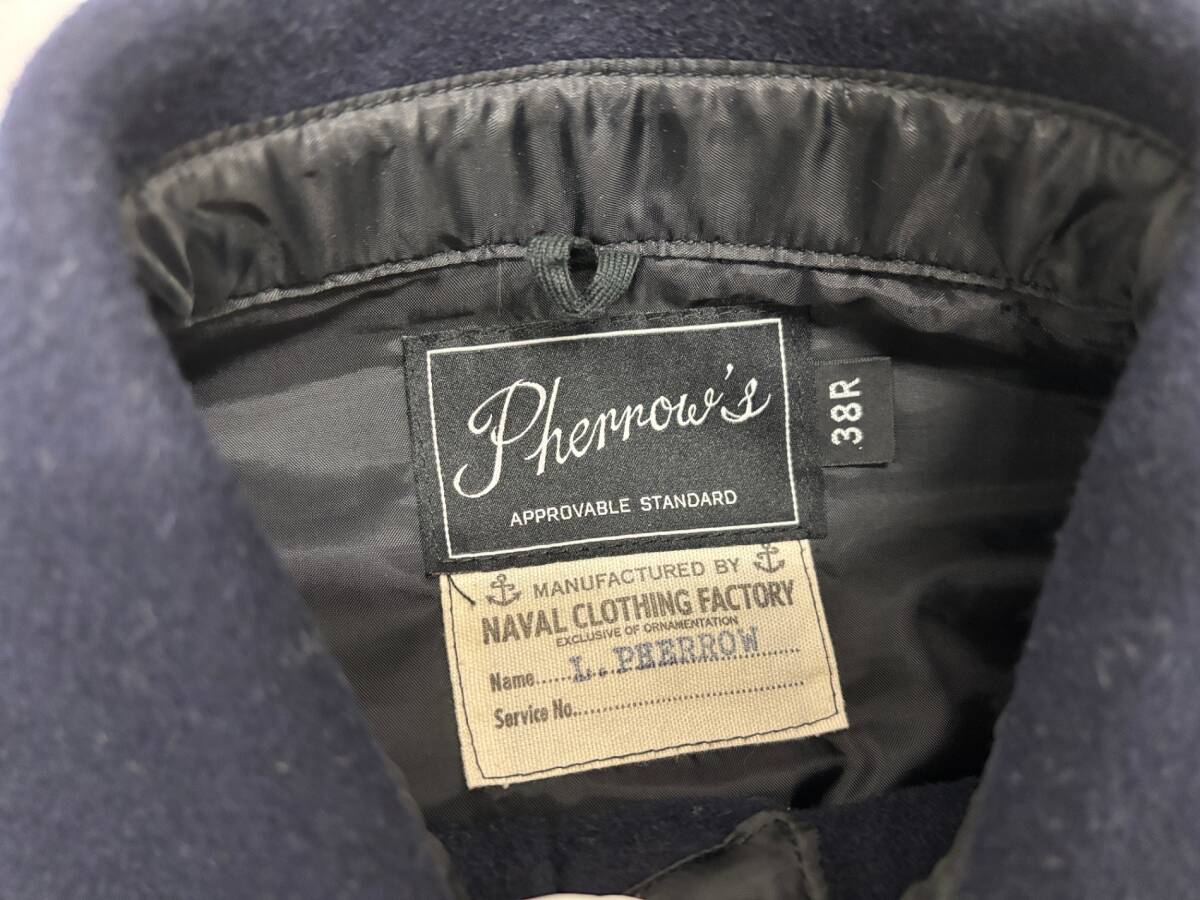 Pherrow's
APPROVABLE STANDARD
38R
MANUFACTURED BY
NAVAL CLOTHING FACTORY
EXCLUSIVE OF ORNAMENTATION
Name......L..PHERROW......
Service No..............................